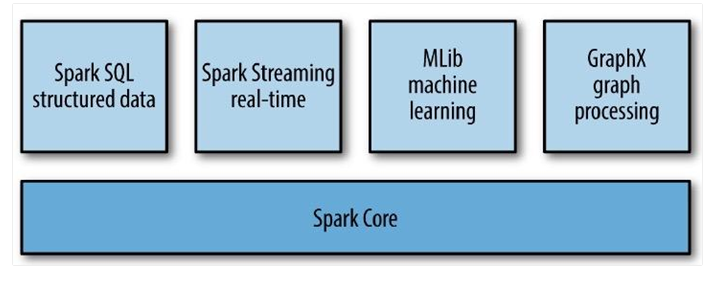 Spark SQL
structured data
Spark Streaming
real-time
MLib
machine
learning
GraphX
graph
processing
Spark Core